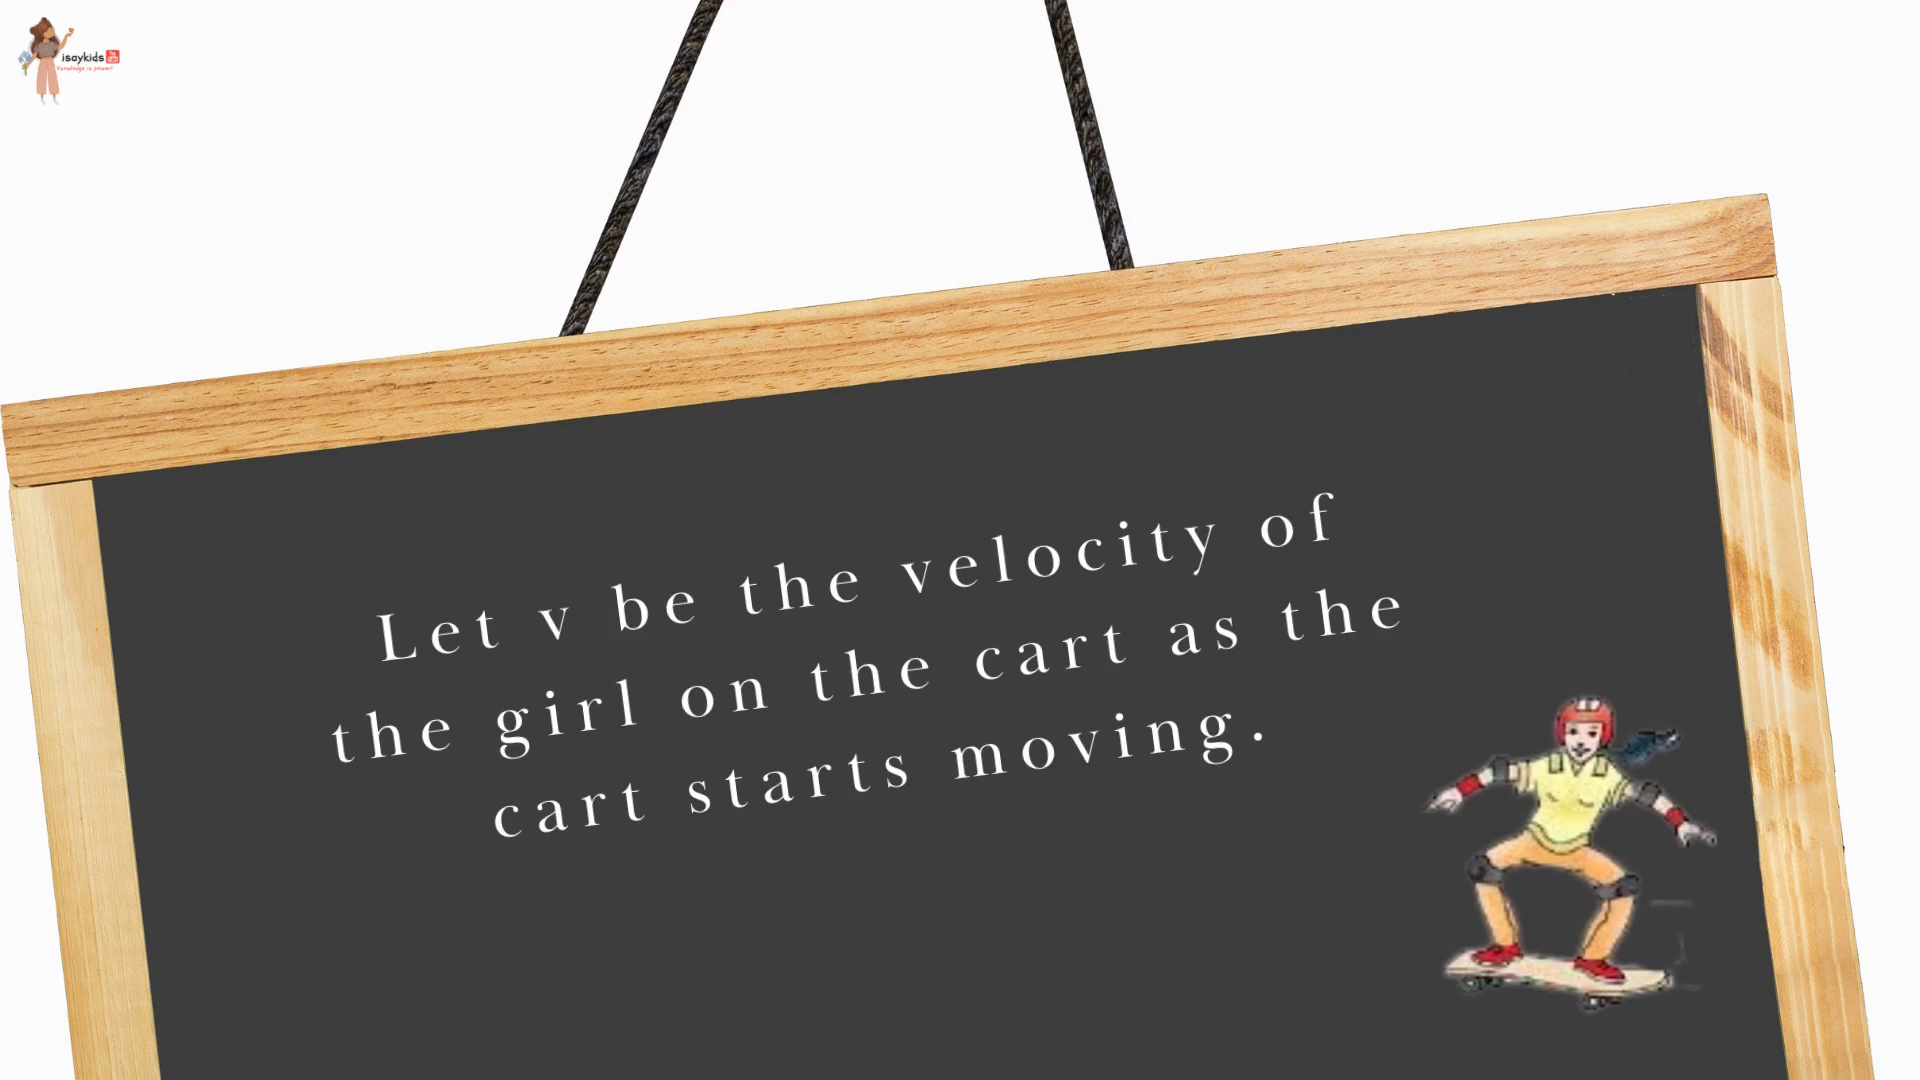 isaykids
Let v be the velocity of
the girl on the cart as the
cart starts moving.